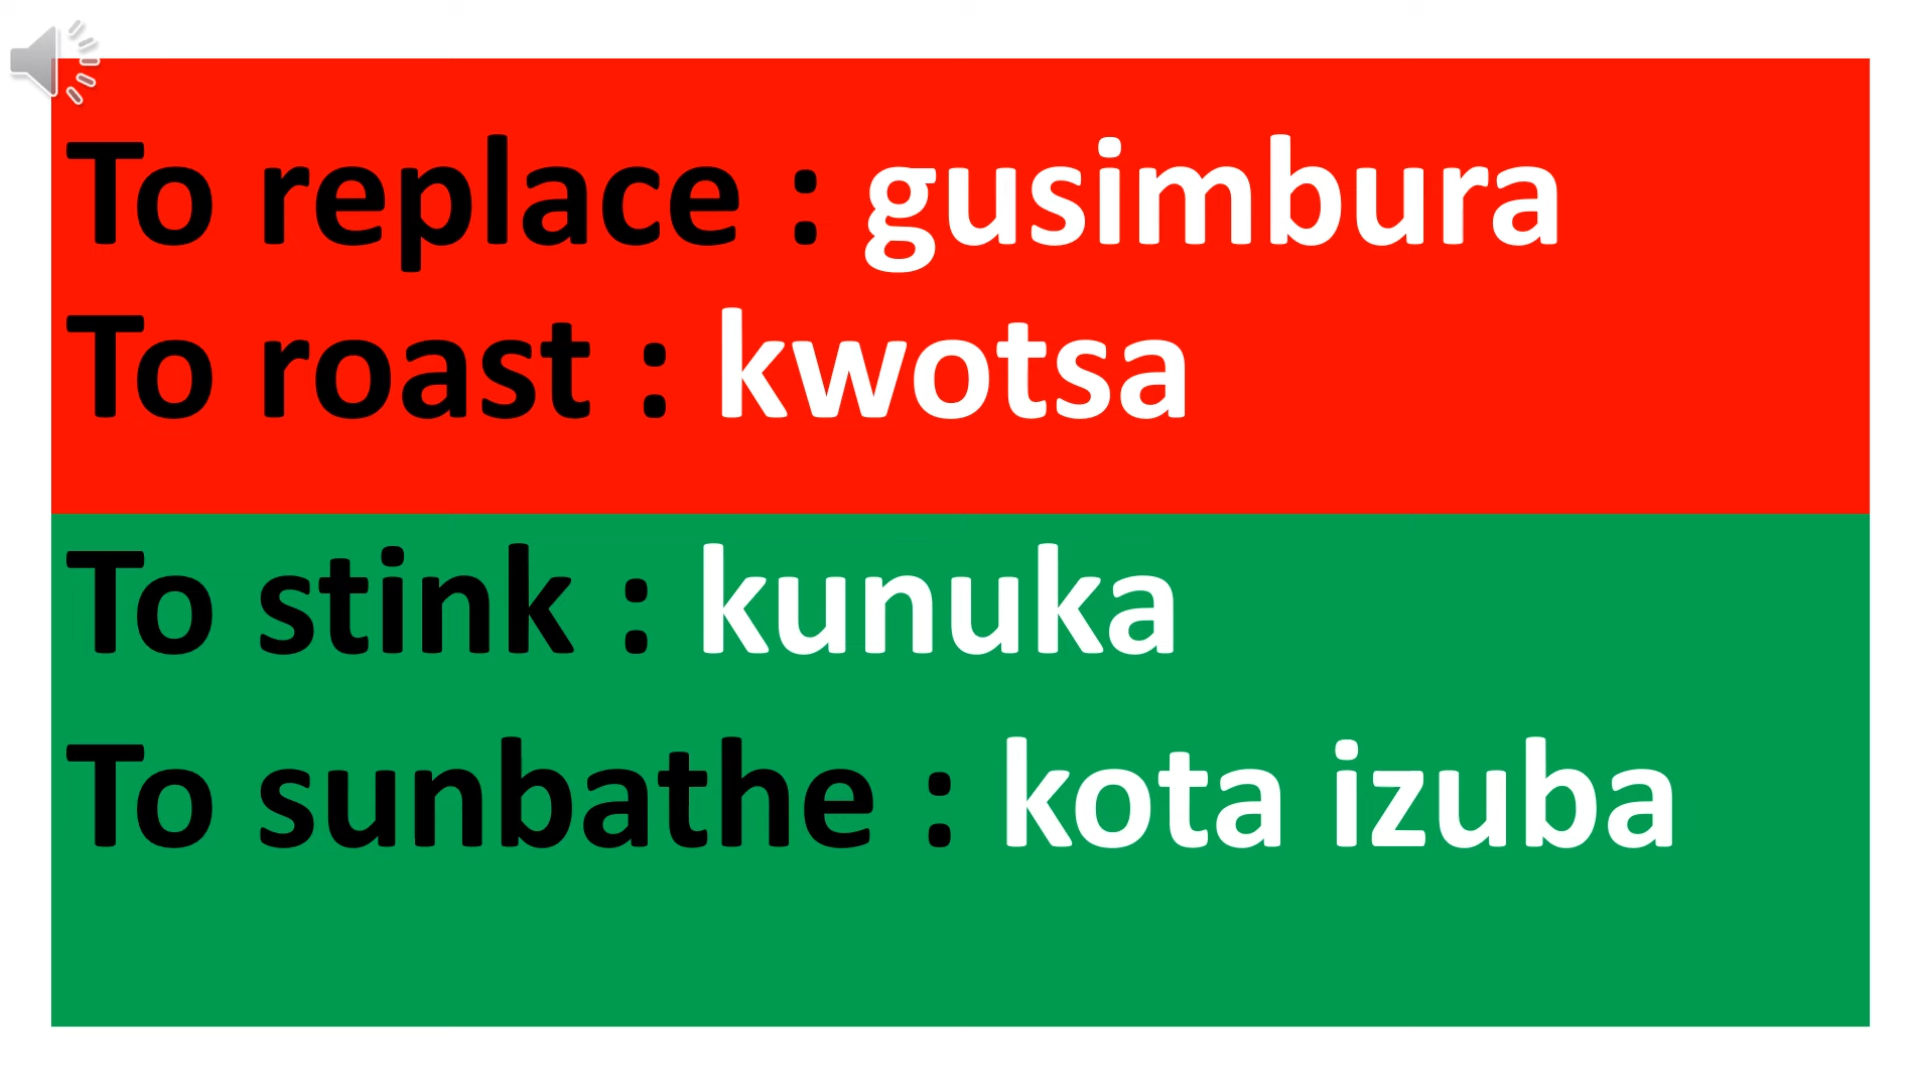 To replace : gusimbura
To roast : kwotsa
To stink : kunuka
To sunbathe : kota izuba